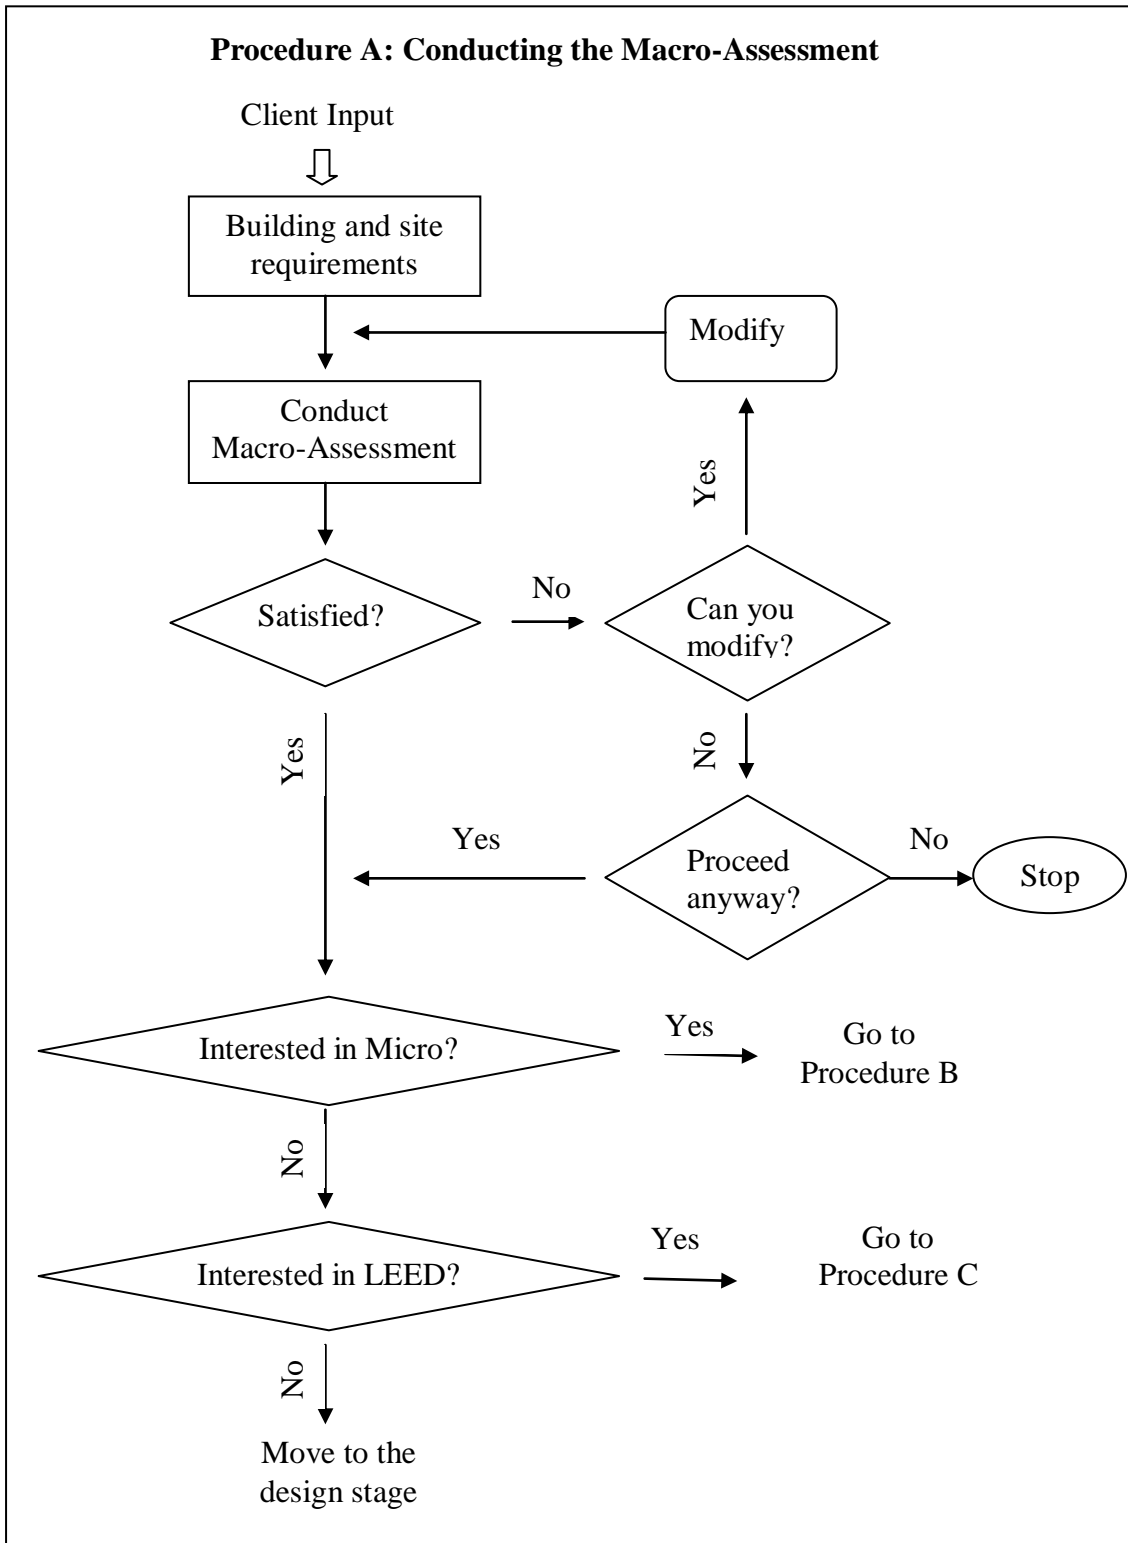 Procedure A: Conducting the Macro-Assessment
Client Input
Building and site
requirements
Modify
Conduct
Macro-Assessment
Yes
Satisfied?
No
Can you
modify?
Yes
No
Yes
Proceed
anyway?
No
Stop
Interested in Micro?
Yes
Go to
Procedure B
No
Interested in LEED?
Yes
Go to
Procedure C
No
Move to the
design stage